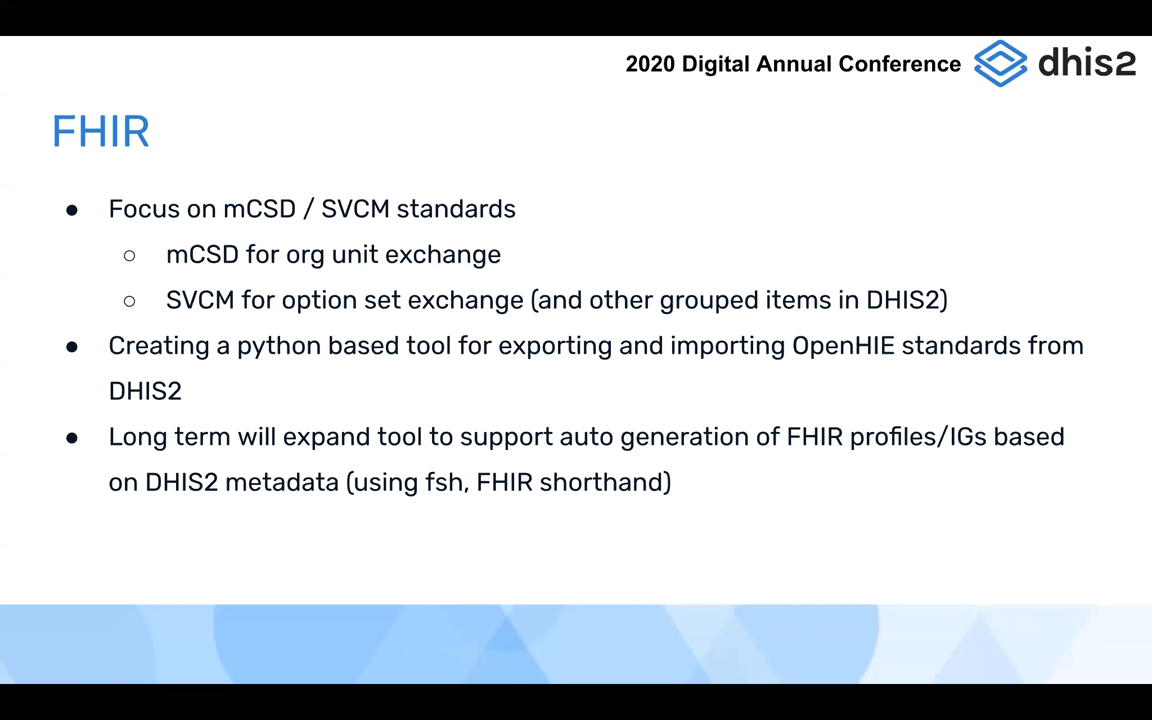 2020 Digital Annual Conference
dhis2
FHIR
● Focus on mCSD / SVCM standards
○ mCSD for org unit exchange
○ SVCM for option set exchange (and other grouped items in DHIS2)
● Creating a python based tool for exporting and importing OpenHIE standards from
DHIS2
● Long term will expand tool to support auto generation of FHIR profiles/IGs based
on DHIS2 metadata (using fsh, FHIR shorthand)